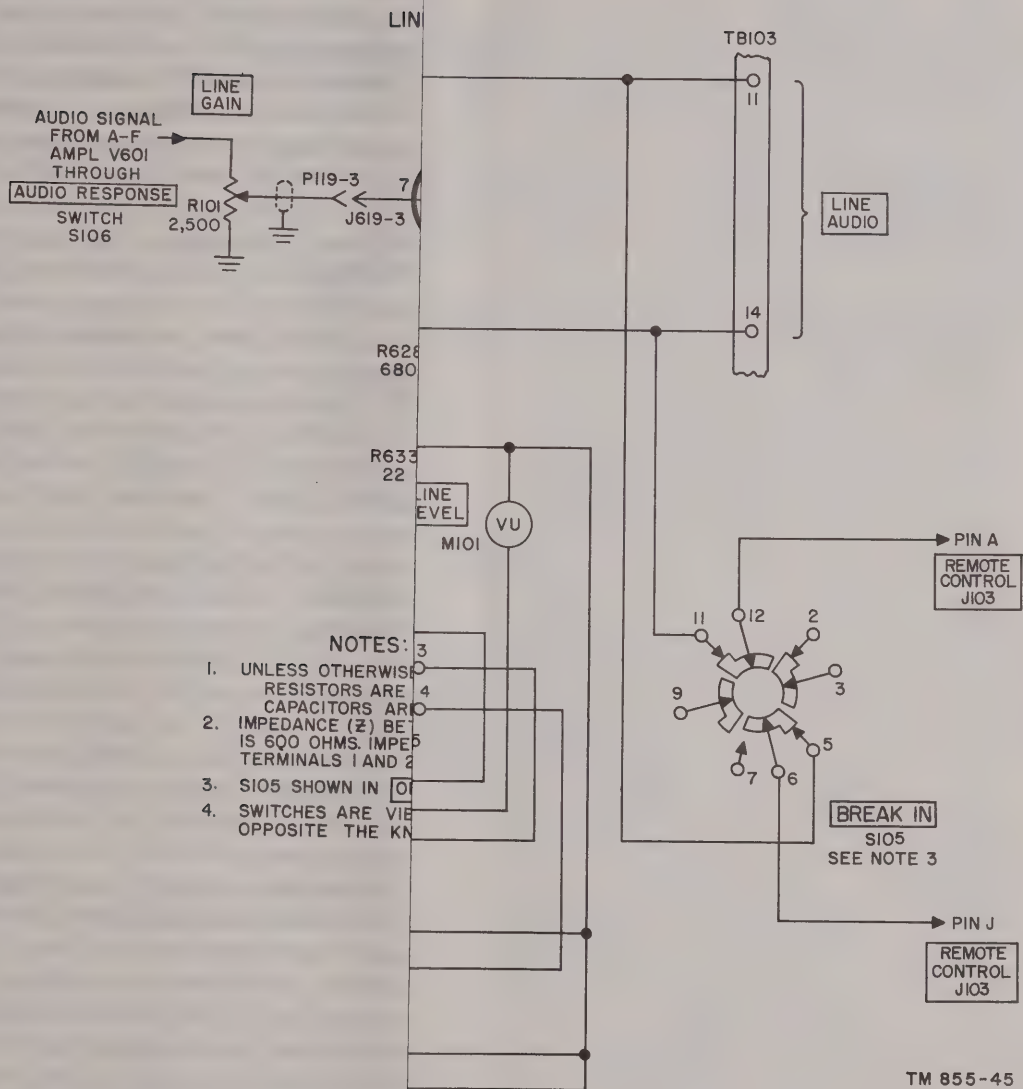 LIN
TB103
LINE
GAIN
11
AUDIO SIGNAL
FROM A-F
AMPL V601
THROUGH
AUDIO RESPONSE
SWITCH
S106
R101
2,500
P119-3
J619-3
7
LINE
AUDIO
14
R628
680
R633
22
LINE
EVEL
VU
M101
PIN A
REMOTE
CONTROL
J103
11
12
2
3
9
5
7
6
BREAK IN
S105
SEE NOTE 3
PIN J
REMOTE
CONTROL
J103
3
4
5
NOTES:
1. UNLESS OTHERWISE
RESISTORS ARE
CAPACITORS AR
2. IMPEDANCE (Z) BE
IS 600 OHMS. IMPE
TERMINALS 1 AND 2
3. S105 SHOWN IN O
4. SWITCHES ARE VIE
OPPOSITE THE KN
TM 855-45